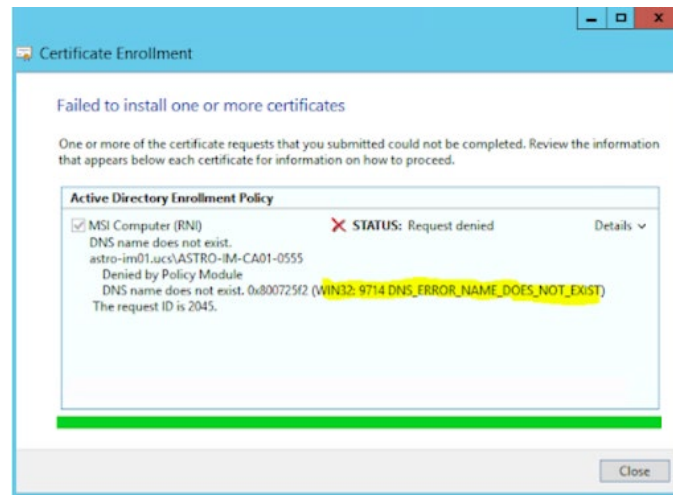 Certificate Enrollment
Failed to install one or more certificates
One or more of the certificate requests that you submitted could not be completed. Review the information
that appears below each certificate for information on how to proceed.
Active Directory Enrollment Policy
MSI Computer (RNI) STATUS: Request denied Details
DNS name does not exist.
astro-im01.ucs\ASTRO-IM-CA01-0555
Denied by Policy Module
DNS name does not exist. 0x800725f2 (WIN32: 9714 DNS_ERROR_NAME_DOES_NOT_EXIST)
The request ID is 2045.
Close